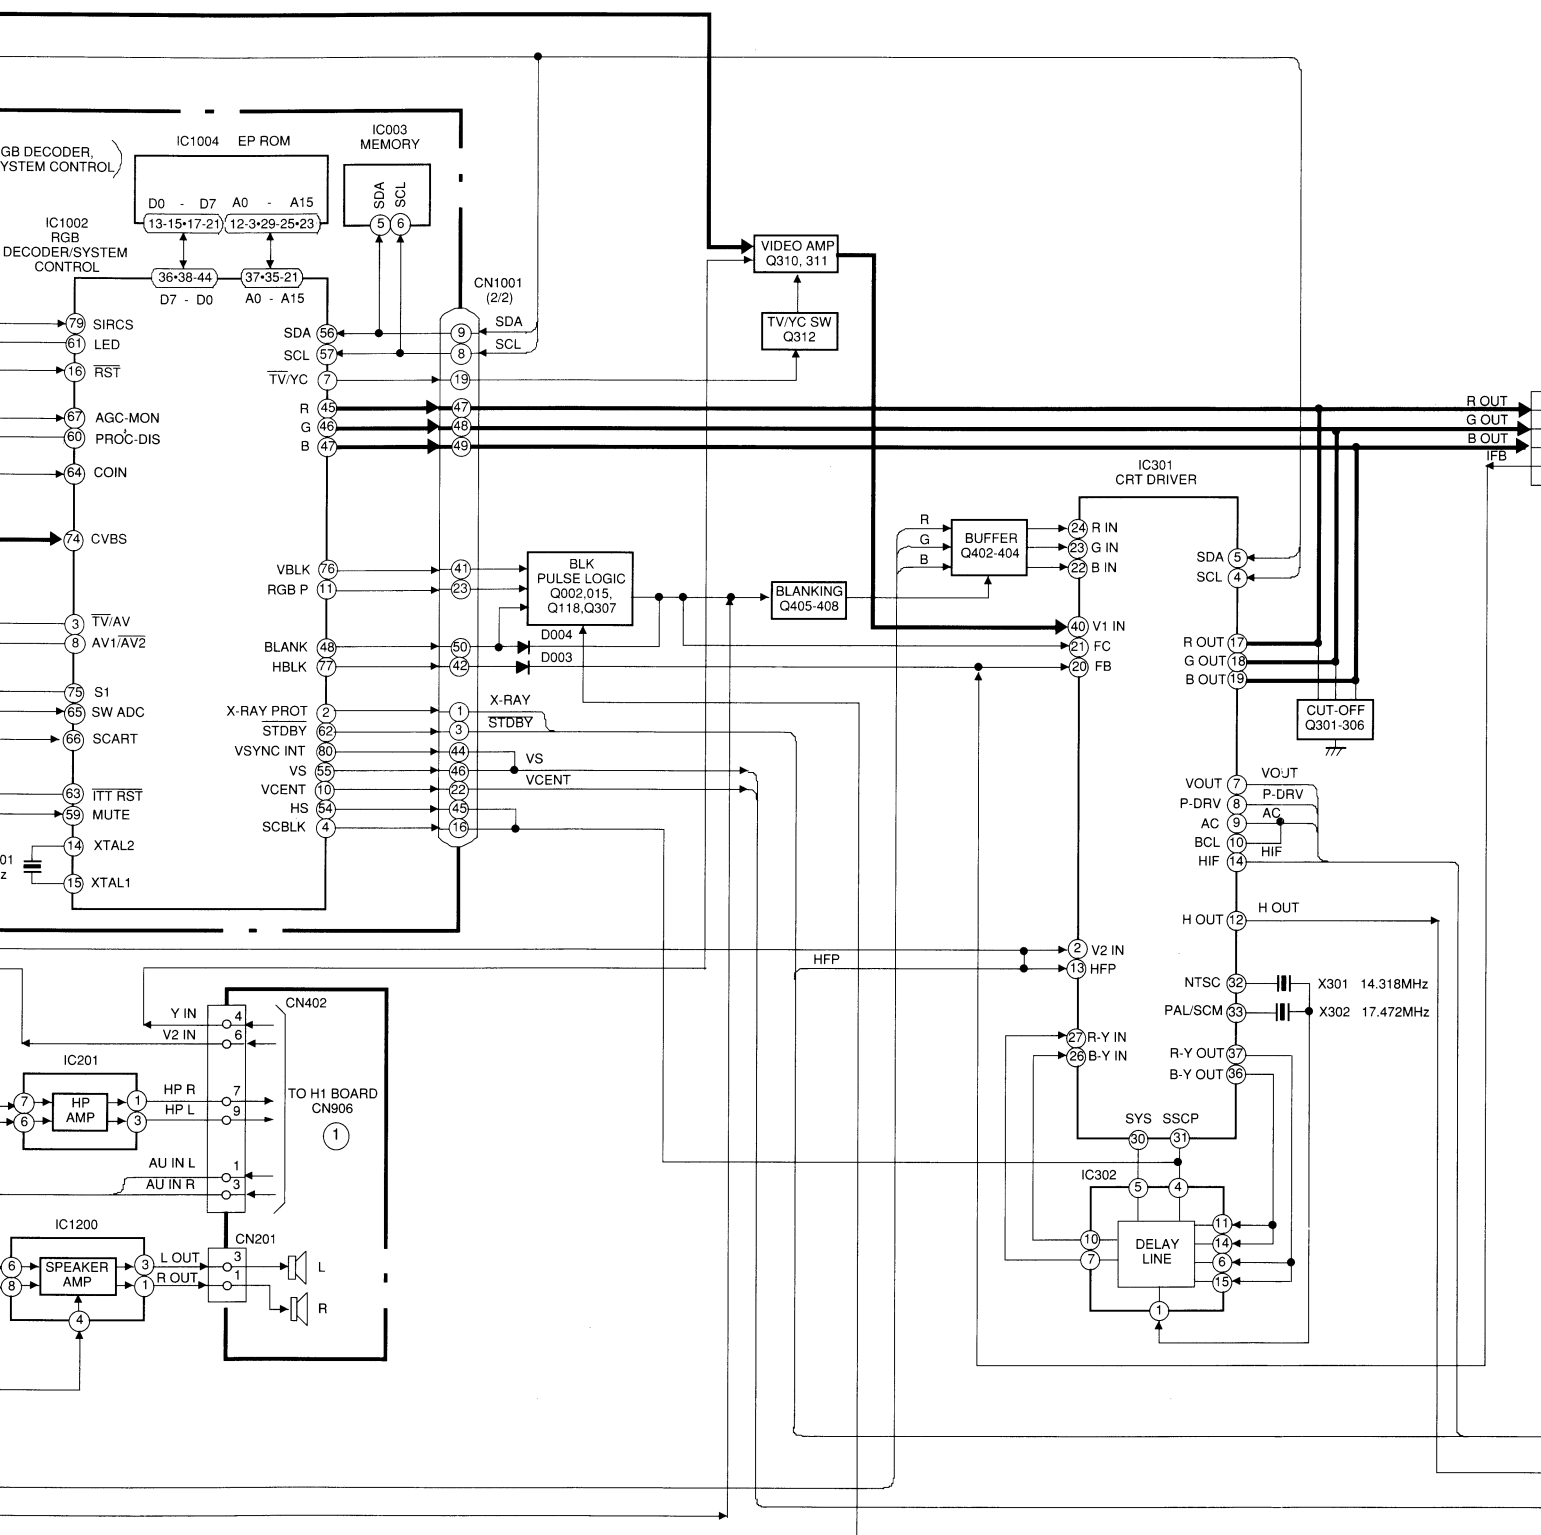 GB DECODER,
YSTEM CONTROL
IC1004 EP ROM
D0 - D7 A0 - A15
13-15•17-21 12-3•29-25•23
IC003
MEMORY
SDA
SCL
5 6
IC1002
RGB
DECODER/SYSTEM
CONTROL
36•38-44 37•35-21
D7 - D0 A0 - A15
CN1001
(2/2)
79 SIRCS
61 LED
16 RST
67 AGC-MON
60 PROC-DIS
64 COIN
74 CVBS
3 TV/AV
8 AV1/AV2
75 S1
65 SW ADC
66 SCART
63 ITT RST
59 MUTE
14 XTAL2
15 XTAL1
01
z
SDA 56 9 SDA
SCL 57 8 SCL
TV/YC 7 19
R 45 47
G 46 48
B 47 49
VBLK 76 41
RGB P 11 23
BLANK 48 50 D004
HBLK 77 42 D003
X-RAY PROT 2 1 X-RAY
STDBY 62 3 STDBY
VSYNC INT 80 44
VS 55 46 VS
VCENT 10 22 VCENT
HS 54 45
SCBLK 4 16
VIDEO AMP
Q310, 311
TV/YC SW
Q312
BLK
PULSE LOGIC
Q002,015,
Q118,Q307
BLANKING
Q405-408
R
G
B
BUFFER
Q402-404
R OUT
G OUT
B OUT
IFB
IC301
CRT DRIVER
24 R IN
23 G IN
22 B IN
40 V1 IN
21 FC
20 FB
HFP
2 V2 IN
13 HFP
27 R-Y IN
26 B-Y IN
SDA 5
SCL 4
R OUT 17
G OUT 18
B OUT 19
CUT-OFF
Q301-306
VOUT 7 VOUT
P-DRV 8 P-DRV
AC 9 AC
BCL 10
HIF 14 HIF
H OUT 12 H OUT
NTSC 32 X301 14.318MHz
PAL/SCM 33 X302 17.472MHz
R-Y OUT 37
B-Y OUT 36
SYS SSCP
30 31
IC302
5 4
10
7
DELAY
LINE
11
14
6
15
1
CN402
Y IN 4
V2 IN 6
IC201
7
6
HP
AMP
1
3
HP R 7
HP L 9
TO H1 BOARD
CN906
1
AU IN L 1
AU IN R 3
IC1200
6
8
SPEAKER
AMP
3
1
4
CN201
L OUT 3 L
R OUT 1 R